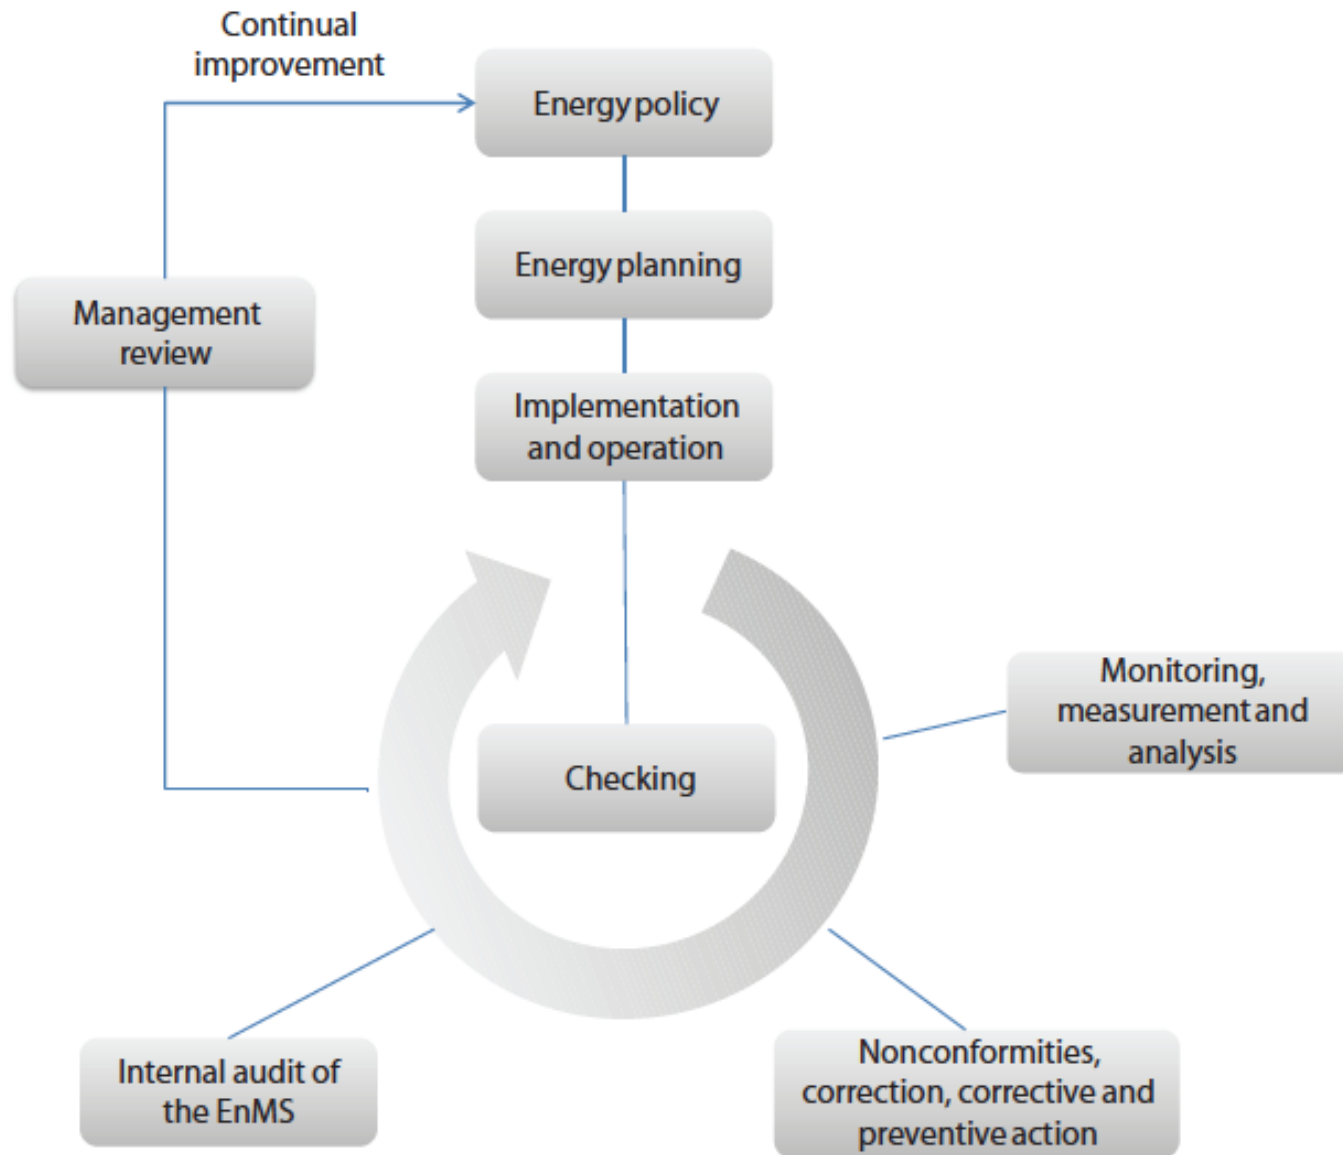 Continual
improvement
Energy policy
Energy planning
Management
review
Implementation
and operation
Monitoring,
measurement and
analysis
Checking
Internal audit of
the EnMS
Nonconformities,
correction, corrective and
preventive action